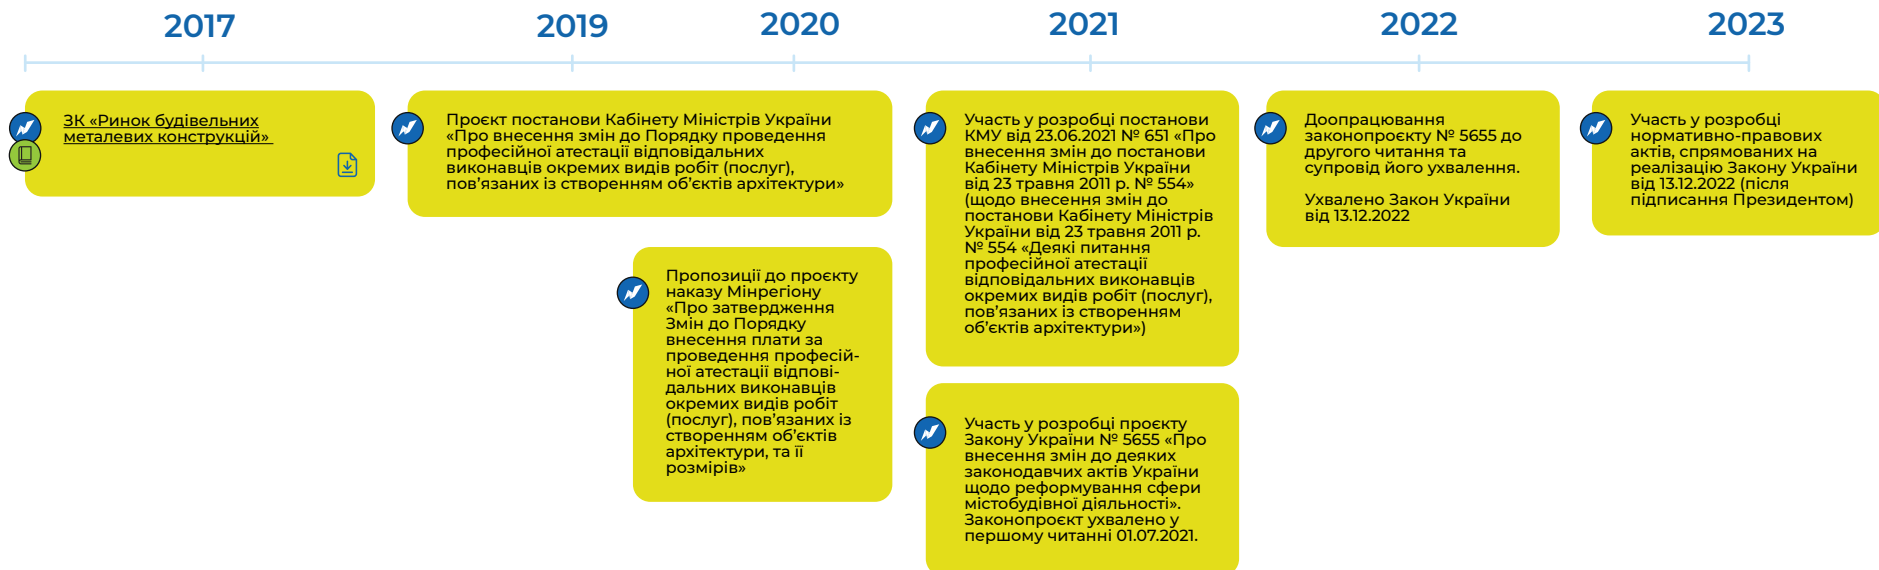 2017
2019
2020
2021
2022
2023
ЗК «Ринок будівельних
металевих конструкцій»
Проєкт постанови Кабінету Міністрів України
«Про внесення змін до Порядку проведення
професійної атестації відповідальних
виконавців окремих видів робіт (послуг),
пов’язаних із створенням об’єктів архітектури»
Пропозиції до проєкту
наказу Мінрегіону
«Про затвердження
Змін до Порядку
внесення плати за
проведення професій-
ної атестації відпові-
дальних виконавців
окремих видів робіт
(послуг), пов’язаних із
створенням об’єктів
архітектури, та її
розмірів»
Участь у розробці постанови
КМУ від 23.06.2021 № 651 «Про
внесення змін до постанови
Кабінету Міністрів України
від 23 травня 2011 р. № 554»
(щодо внесення змін до
постанови Кабінету Міністрів
України від 23 травня 2011 р.
№ 554 «Деякі питання
професійної атестації
відповідальних виконавців
окремих видів робіт (послуг),
пов’язаних із створенням
об’єктів архітектури»)
Участь у розробці проєкту
Закону України № 5655 «Про
внесення змін до деяких
законодавчих актів України
щодо реформування сфери
містобудівної діяльності».
Законопроєкт ухвалено у
першому читанні 01.07.2021.
Доопрацювання
законопроєкту № 5655 до
другого читання та
супровід його ухвалення.
Ухвалено Закон України
від 13.12.2022
Участь у розробці
нормативно-правових
актів, спрямованих на
реалізацію Закону України
від 13.12.2022 (після
підписання Президентом)